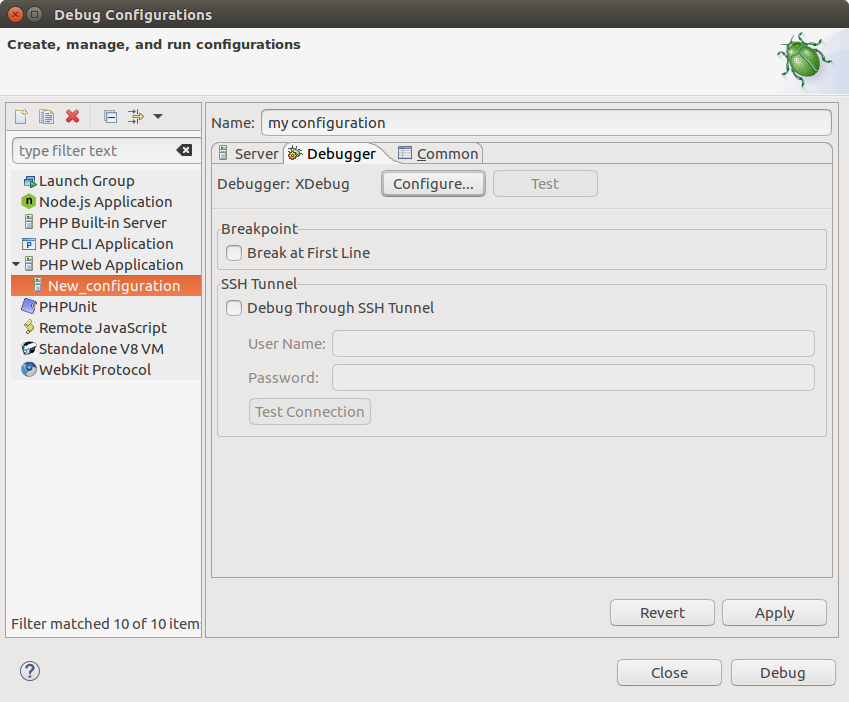 Debug Configurations
Create, manage, and run configurations
type filter text
Launch Group
Node.js Application
PHP Built-in Server
PHP CLI Application
PHP Web Application
New_configuration
PHPUnit
Remote JavaScript
Standalone V8 VM
WebKit Protocol
Filter matched 10 of 10 item
Name: my configuration
Server Debugger Common
Debugger: XDebug Configure... Test
Breakpoint
Break at First Line
SSH Tunnel
Debug Through SSH Tunnel
User Name:
Password:
Test Connection
Revert Apply
? Close Debug